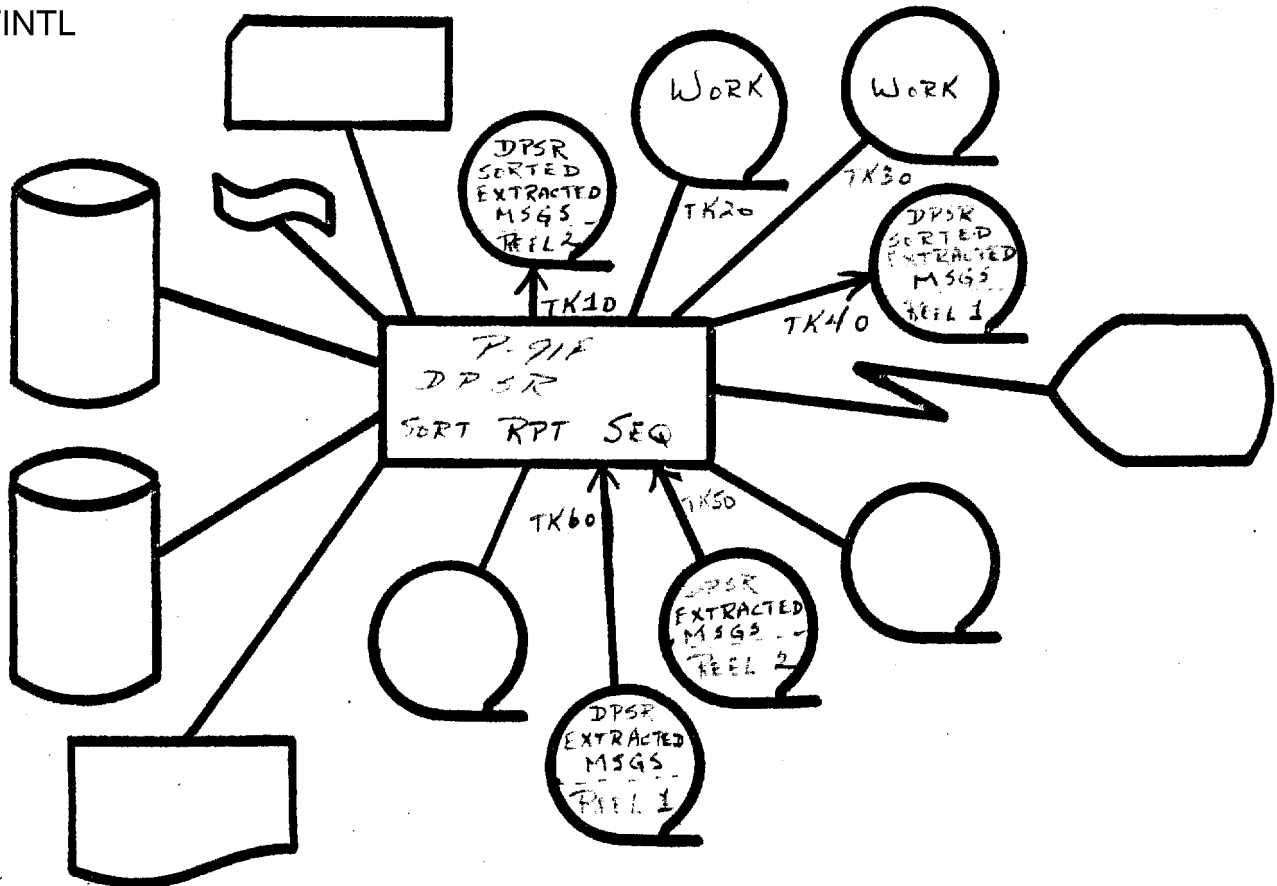 INTL
WORK
WORK
DPSR
SORTED
EXTRACTED
MSGS
REEL 2
TK10
TK20
TK30
DPSR
SORTED
EXTRACTED
MSGS
REEL 1
TK40
P-91F
DPSR
SORT RPT SEQ
TK60
TK50
DPSR
EXTRACTED
MSGS
REEL 2
DPSR
EXTRACTED
MSGS
REEL 1